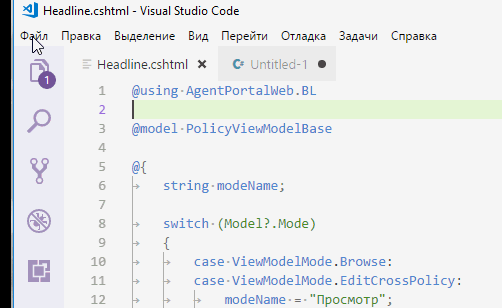 Headline.cshtml - Visual Studio Code
Файл Правка Выделение Вид Перейти Отладка Задачи Справка
1
Headline.cshtml
C# Untitled-1
1 @using AgentPortalWeb.BL
2
3 @model PolicyViewModelBase
4
5 @{
6 string modeName;
7
8 switch (Model?.Mode)
9 {
10 case ViewModelMode.Browse:
11 case ViewModelMode.EditCrossPolicy:
12 modeName = "Просмотр";